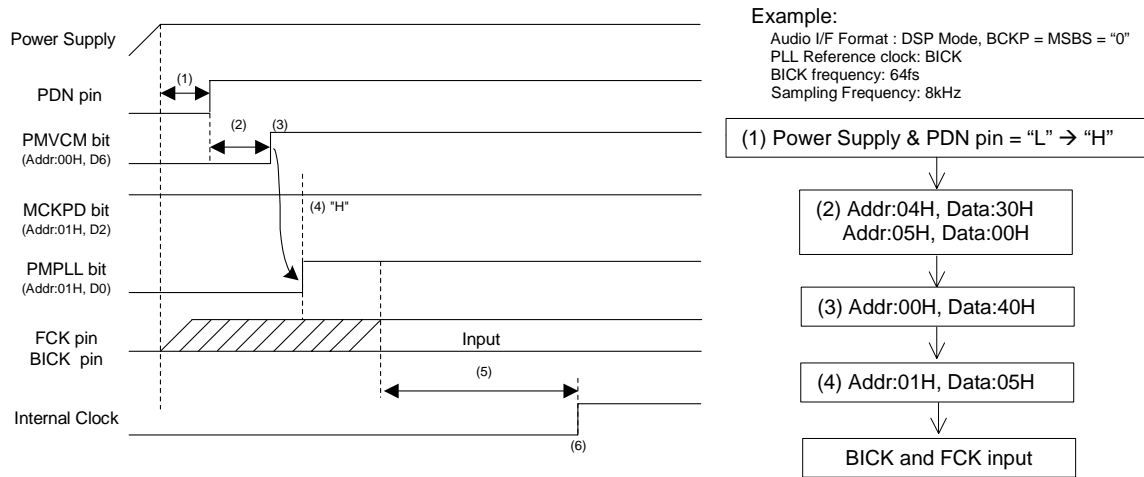 Power Supply
(1)
PDN pin
(2)
(3)
PMVCM bit
(Addr:00H, D6)
(4) "H"
MCKPD bit
(Addr:01H, D2)
PMPLL bit
(Addr:01H, D0)
FCK pin
BICK pin
Input
(5)
Internal Clock
(6)
Example:
Audio I/F Format : DSP Mode, BCKP = MSBS = “0”
PLL Reference clock: BICK
BICK frequency: 64fs
Sampling Frequency: 8kHz
(1) Power Supply & PDN pin = “L” → “H”
(2) Addr:04H, Data:30H
Addr:05H, Data:00H
(3) Addr:00H, Data:40H
(4) Addr:01H, Data:05H
BICK and FCK input